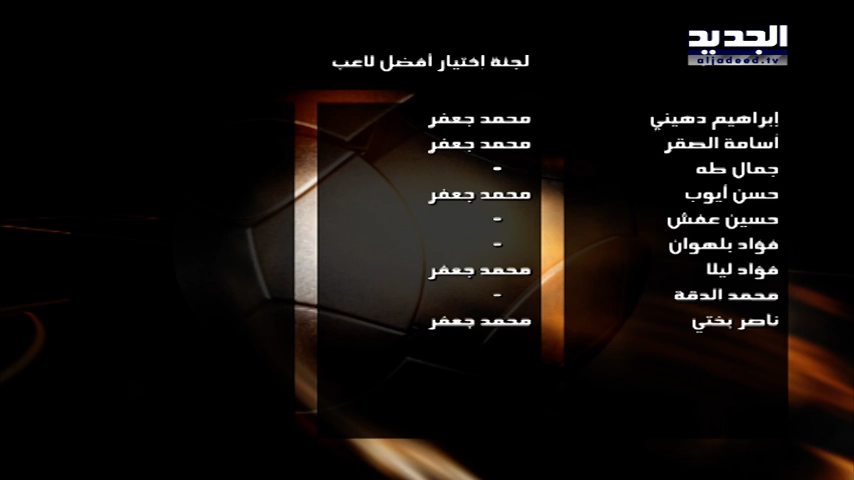 الجديد
aljadeed.tv
لجنة إختيار أفضل لاعب
إبراهيم دهيني محمد جعفر
أسامة الصقر محمد جعفر
جمال طه -
حسن أيوب محمد جعفر
حسين عفش -
فؤاد بلهوان -
فؤاد ليلا محمد جعفر
محمد الدقة -
ناصر بختي محمد جعفر